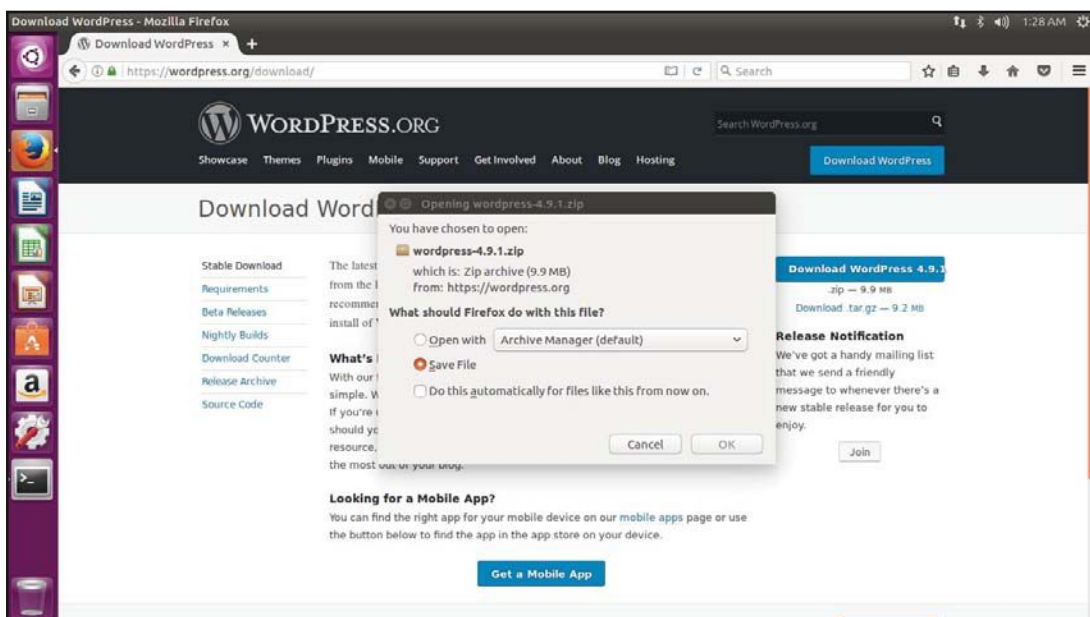 Download WordPress - Mozilla Firefox
1:28 AM
Download WordPress × +
https://wordpress.org/download/
Search
WORDPRESS.ORG
Search WordPress.org
Showcase Themes Plugins Mobile Support Get Involved About Blog Hosting
Download WordPress
Download Word
Opening wordpress-4.9.1.zip
You have chosen to open:
wordpress-4.9.1.zip
which is: Zip archive (9.9 MB)
from: https://wordpress.org
What should Firefox do with this file?
Open with Archive Manager (default)
Save File
Do this automatically for files like this from now on.
Cancel OK
Stable Download
Requirements
Beta Releases
Nightly Builds
Download Counter
Release Archive
Source Code
The latest
from the
install of
What's
With our
simple.
If you're
should
resource.
the most out of your blog.
Looking for a Mobile App?
You can find the right app for your mobile device on our mobile apps page or use
the button below to find the app in the app store on your device.
Get a Mobile App
Download WordPress 4.9.1
.zip — 9.9 MB
Download .tar.gz — 9.2 MB
Release Notification
We've got a handy mailing list
that we send a friendly
message to whenever there's a
new stable release for you to
enjoy.
Join